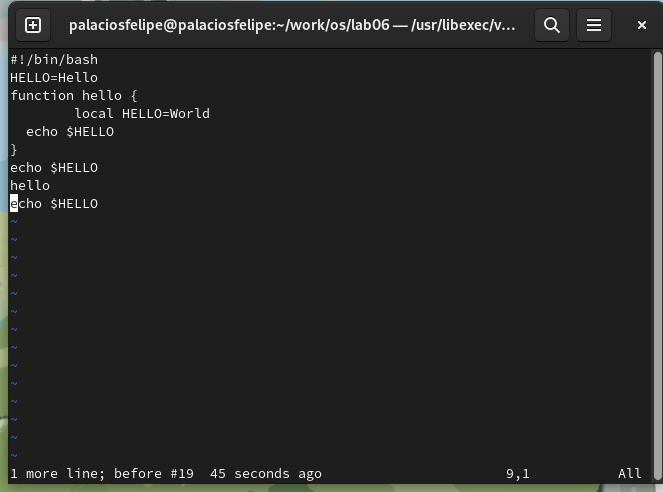 palaciosfelipe@palaciosfelipe:~/work/os/lab06 — /usr/libexec/v…
#!/bin/bash
HELLO=Hello
function hello {
        local HELLO=World
  echo $HELLO
}
echo $HELLO
hello
echo $HELLO
~
~
~
~
~
~
~
~
~
~
~
~
~
~
1 more line; before #19  45 seconds ago                       9,1           All